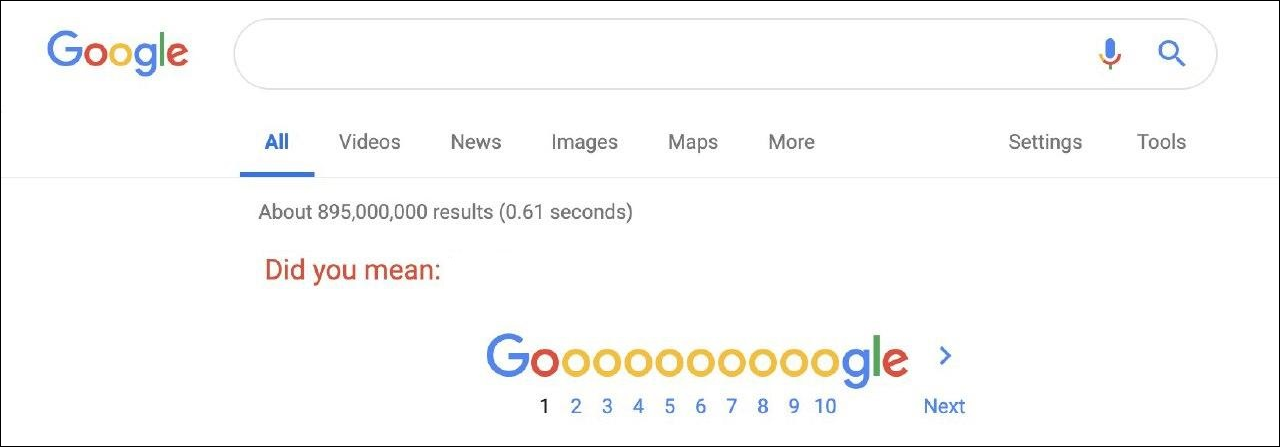 Google
All Videos News Images Maps More Settings Tools
About 895,000,000 results (0.61 seconds)
Did you mean:
Goooooooooogle >
1 2 3 4 5 6 7 8 9 10 Next